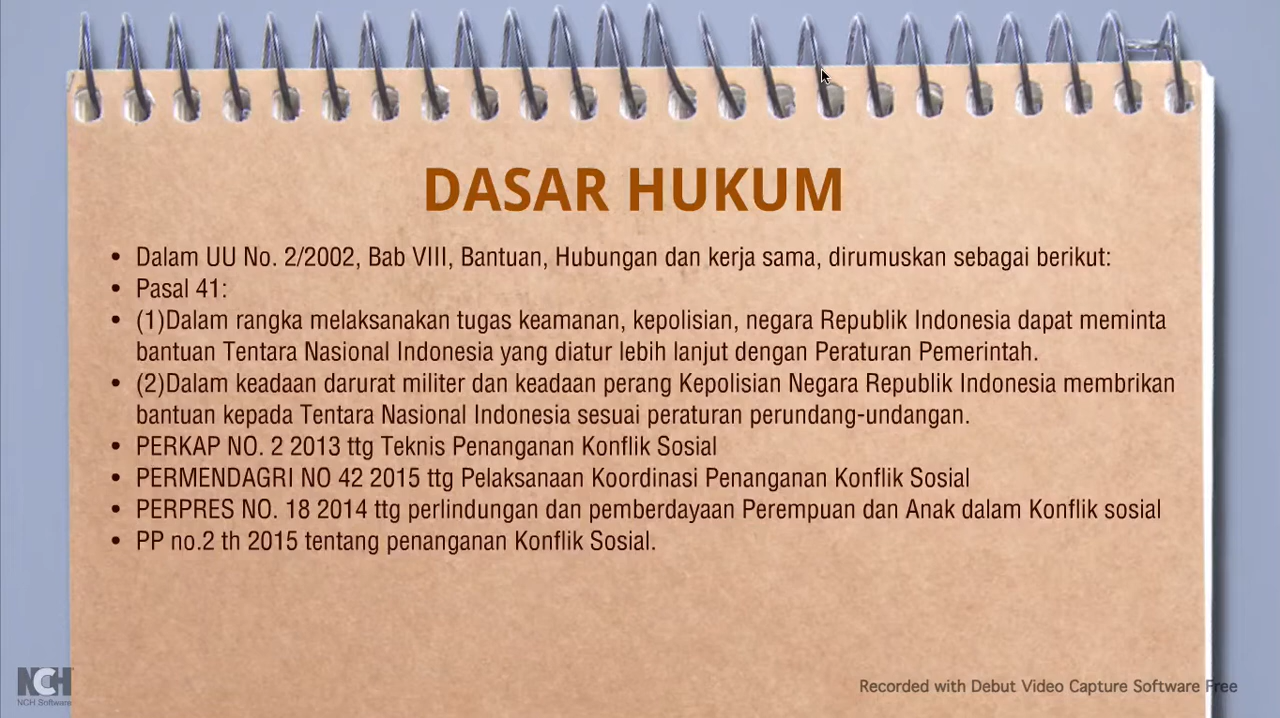 DASAR HUKUM
• Dalam UU No. 2/2002, Bab VIII, Bantuan, Hubungan dan kerja sama, dirumuskan sebagai berikut:
• Pasal 41:
• (1)Dalam rangka melaksanakan tugas keamanan, kepolisian, negara Republik Indonesia dapat meminta
bantuan Tentara Nasional Indonesia yang diatur lebih lanjut dengan Peraturan Pemerintah.
• (2)Dalam keadaan darurat militer dan keadaan perang Kepolisian Negara Republik Indonesia membrikan
bantuan kepada Tentara Nasional Indonesia sesuai peraturan perundang-undangan.
• PERKAP NO. 2 2013 ttg Teknis Penanganan Konflik Sosial
• PERMENDAGRI NO 42 2015 ttg Pelaksanaan Koordinasi Penanganan Konflik Sosial
• PERPRES NO. 18 2014 ttg perlindungan dan pemberdayaan Perempuan dan Anak dalam Konflik sosial
• PP no.2 th 2015 tentang penanganan Konflik Sosial.
NCH
NCH Software
Recorded with Debut Video Capture Software Free